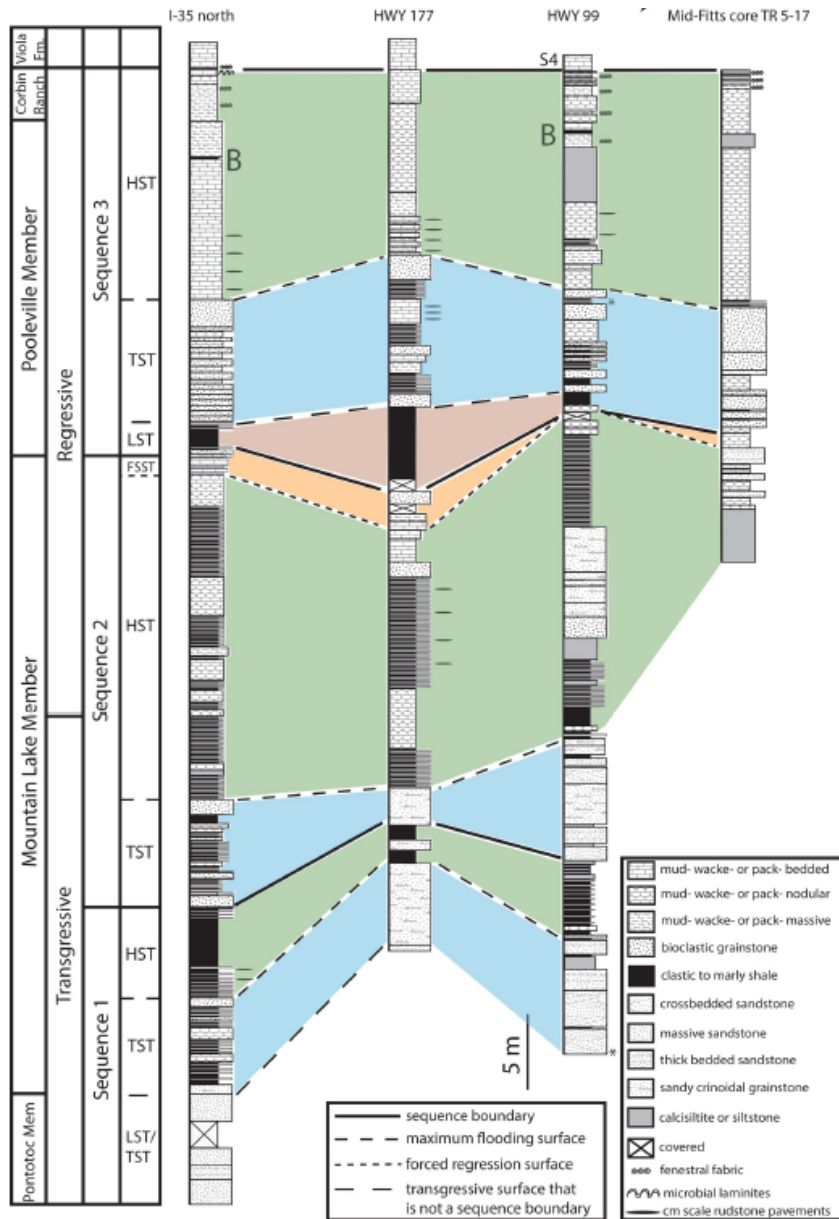 I-35 north
HWY 177
HWY 99
Mid-Fitts core TR 5-17
Viola
Fm.
Corbin
Ranch
Pooleville Member
Mountain Lake Member
Pontotoc Mem
Regressive
Transgressive
Sequence 3
Sequence 2
Sequence 1
HST
TST
LST
FSST
HST
TST
HST
TST
LST/
TST
B
S4
B
*
*
5 m
sequence boundary
maximum flooding surface
forced regression surface
transgressive surface that
is not a sequence boundary
mud- wacke- or pack- bedded
mud- wacke- or pack- nodular
mud- wacke- or pack- massive
bioclastic grainstone
clastic to marly shale
crossbedded sandstone
massive sandstone
thick bedded sandstone
sandy crinoidal grainstone
calcisiltite or siltstone
covered
fenestral fabric
microbial laminites
cm scale rudstone pavements